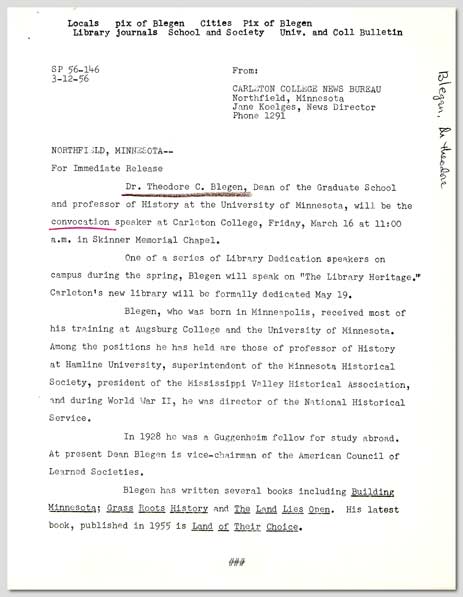 Locals pix of Blegen Cities Pix of Blegen
Library journals School and Society Univ. and Coll Bulletin
SP 56-146
3-12-56
From:
CARLETON COLLEGE NEWS BUREAU
Northfield, Minnesota
Jane Koelges, News Director
Phone 1291
Blegen, Dr Theodore
NORTHFIELD, MINNESOTA--
For Immediate Release
Dr. Theodore C. Blegen, Dean of the Graduate School
and professor of History at the University of Minnesota, will be the
convocation speaker at Carleton College, Friday, March 16 at 11:00
a.m. in Skinner Memorial Chapel.
One of a series of Library Dedication speakers on
campus during the spring, Blegen will speak on "The Library Heritage."
Carleton's new library will be formally dedicated May 19.
Blegen, who was born in Minneapolis, received most of
his training at Augsburg College and the University of Minnesota.
Among the positions he has held are those of professor of History
at Hamline University, superintendent of the Minnesota Historical
Society, president of the Mississippi Valley Historical Association,
and during World War II, he was director of the National Historical
Service.
In 1928 he was a Guggenheim fellow for study abroad.
At present Dean Blegen is vice-chairman of the American Council of
Learned Societies.
Blegen has written several books including Building
Minnesota; Grass Roots History and The Land Lies Open. His latest
book, published in 1955 is Land of Their Choice.
###